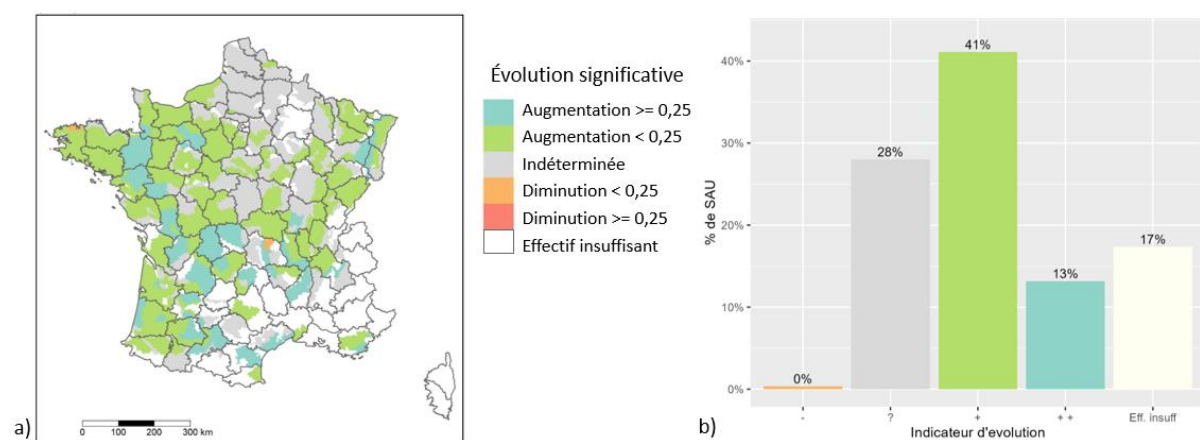 Évolution significative
Augmentation >= 0,25
Augmentation < 0,25
Indéterminée
Diminution < 0,25
Diminution >= 0,25
Effectif insuffisant
a)
0 100 200 300 km
% de SAU
40%
30%
20%
10%
0%
0%
28%
41%
13%
17%
- ? + + + Eff. insuff
Indicateur d'evolution
b)